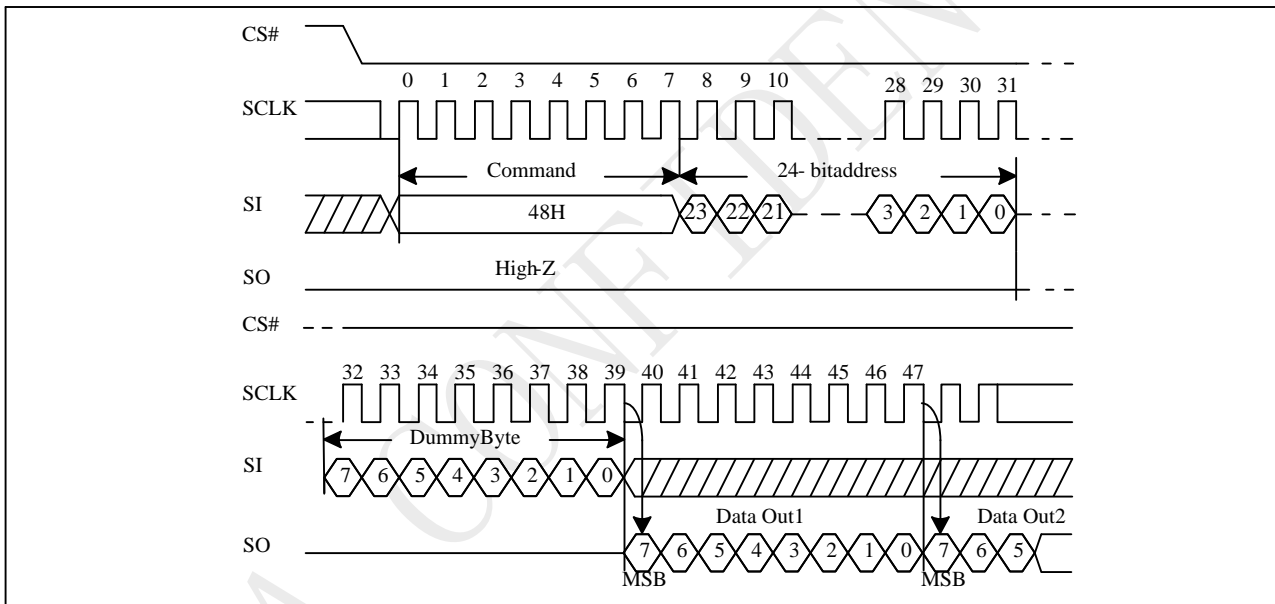 CS#
0 1 2 3 4 5 6 7 8 9 10 28 29 30 31
SCLK
Command 24- bitaddress
SI 48H 23 22 21 3 2 1 0
High-Z
SO
CS#
32 33 34 35 36 37 38 39 40 41 42 43 44 45 46 47
SCLK
DummyByte
SI 7 6 5 4 3 2 1 0
Data Out1 Data Out2
SO 7 6 5 4 3 2 1 0 7 6 5
MSB MSB